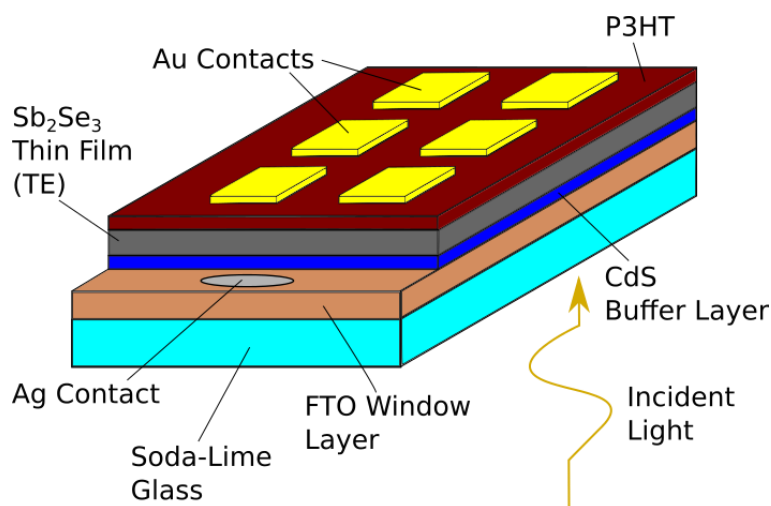 P3HT
Au Contacts
Sb₂Se₃
Thin Film
(TE)
CdS
Buffer Layer
Ag Contact
FTO Window
Layer
Incident
Light
Soda-Lime
Glass